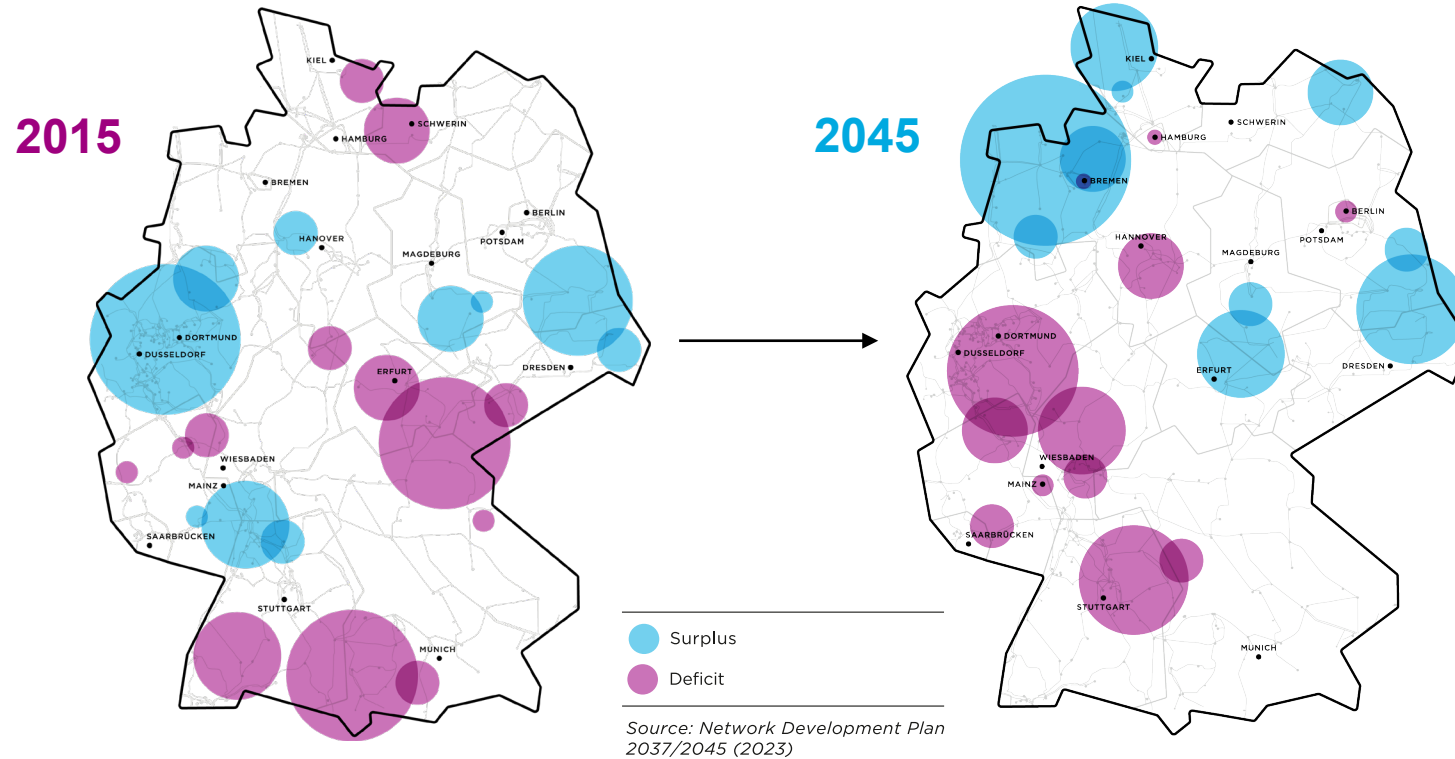 2015
KIEL
SCHWERIN
HAMBURG
BREMEN
BERLIN
HANOVER
POTSDAM
MAGDEBURG
DORTMUND
DUSSELDORF
DRESDEN
ERFURT
WIESBADEN
MAINZ
SAARBRÜCKEN
STUTTGART
MUNICH
2045
KIEL
SCHWERIN
HAMBURG
BREMEN
BERLIN
POTSDAM
HANNOVER
MAGDEBURG
DORTMUND
DUSSELDORF
DRESDEN
ERFURT
WIESBADEN
MAINZ
SAARBRÜCKEN
STUTTGART
MUNICH
Surplus
Deficit
Source: Network Development Plan
2037/2045 (2023)